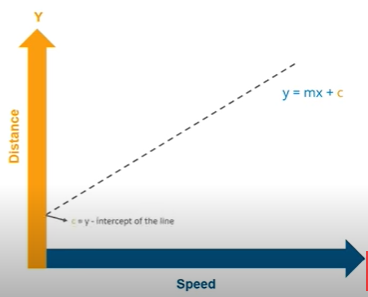 Y
Distance
y = mx + c
c = y - intercept of the line
Speed